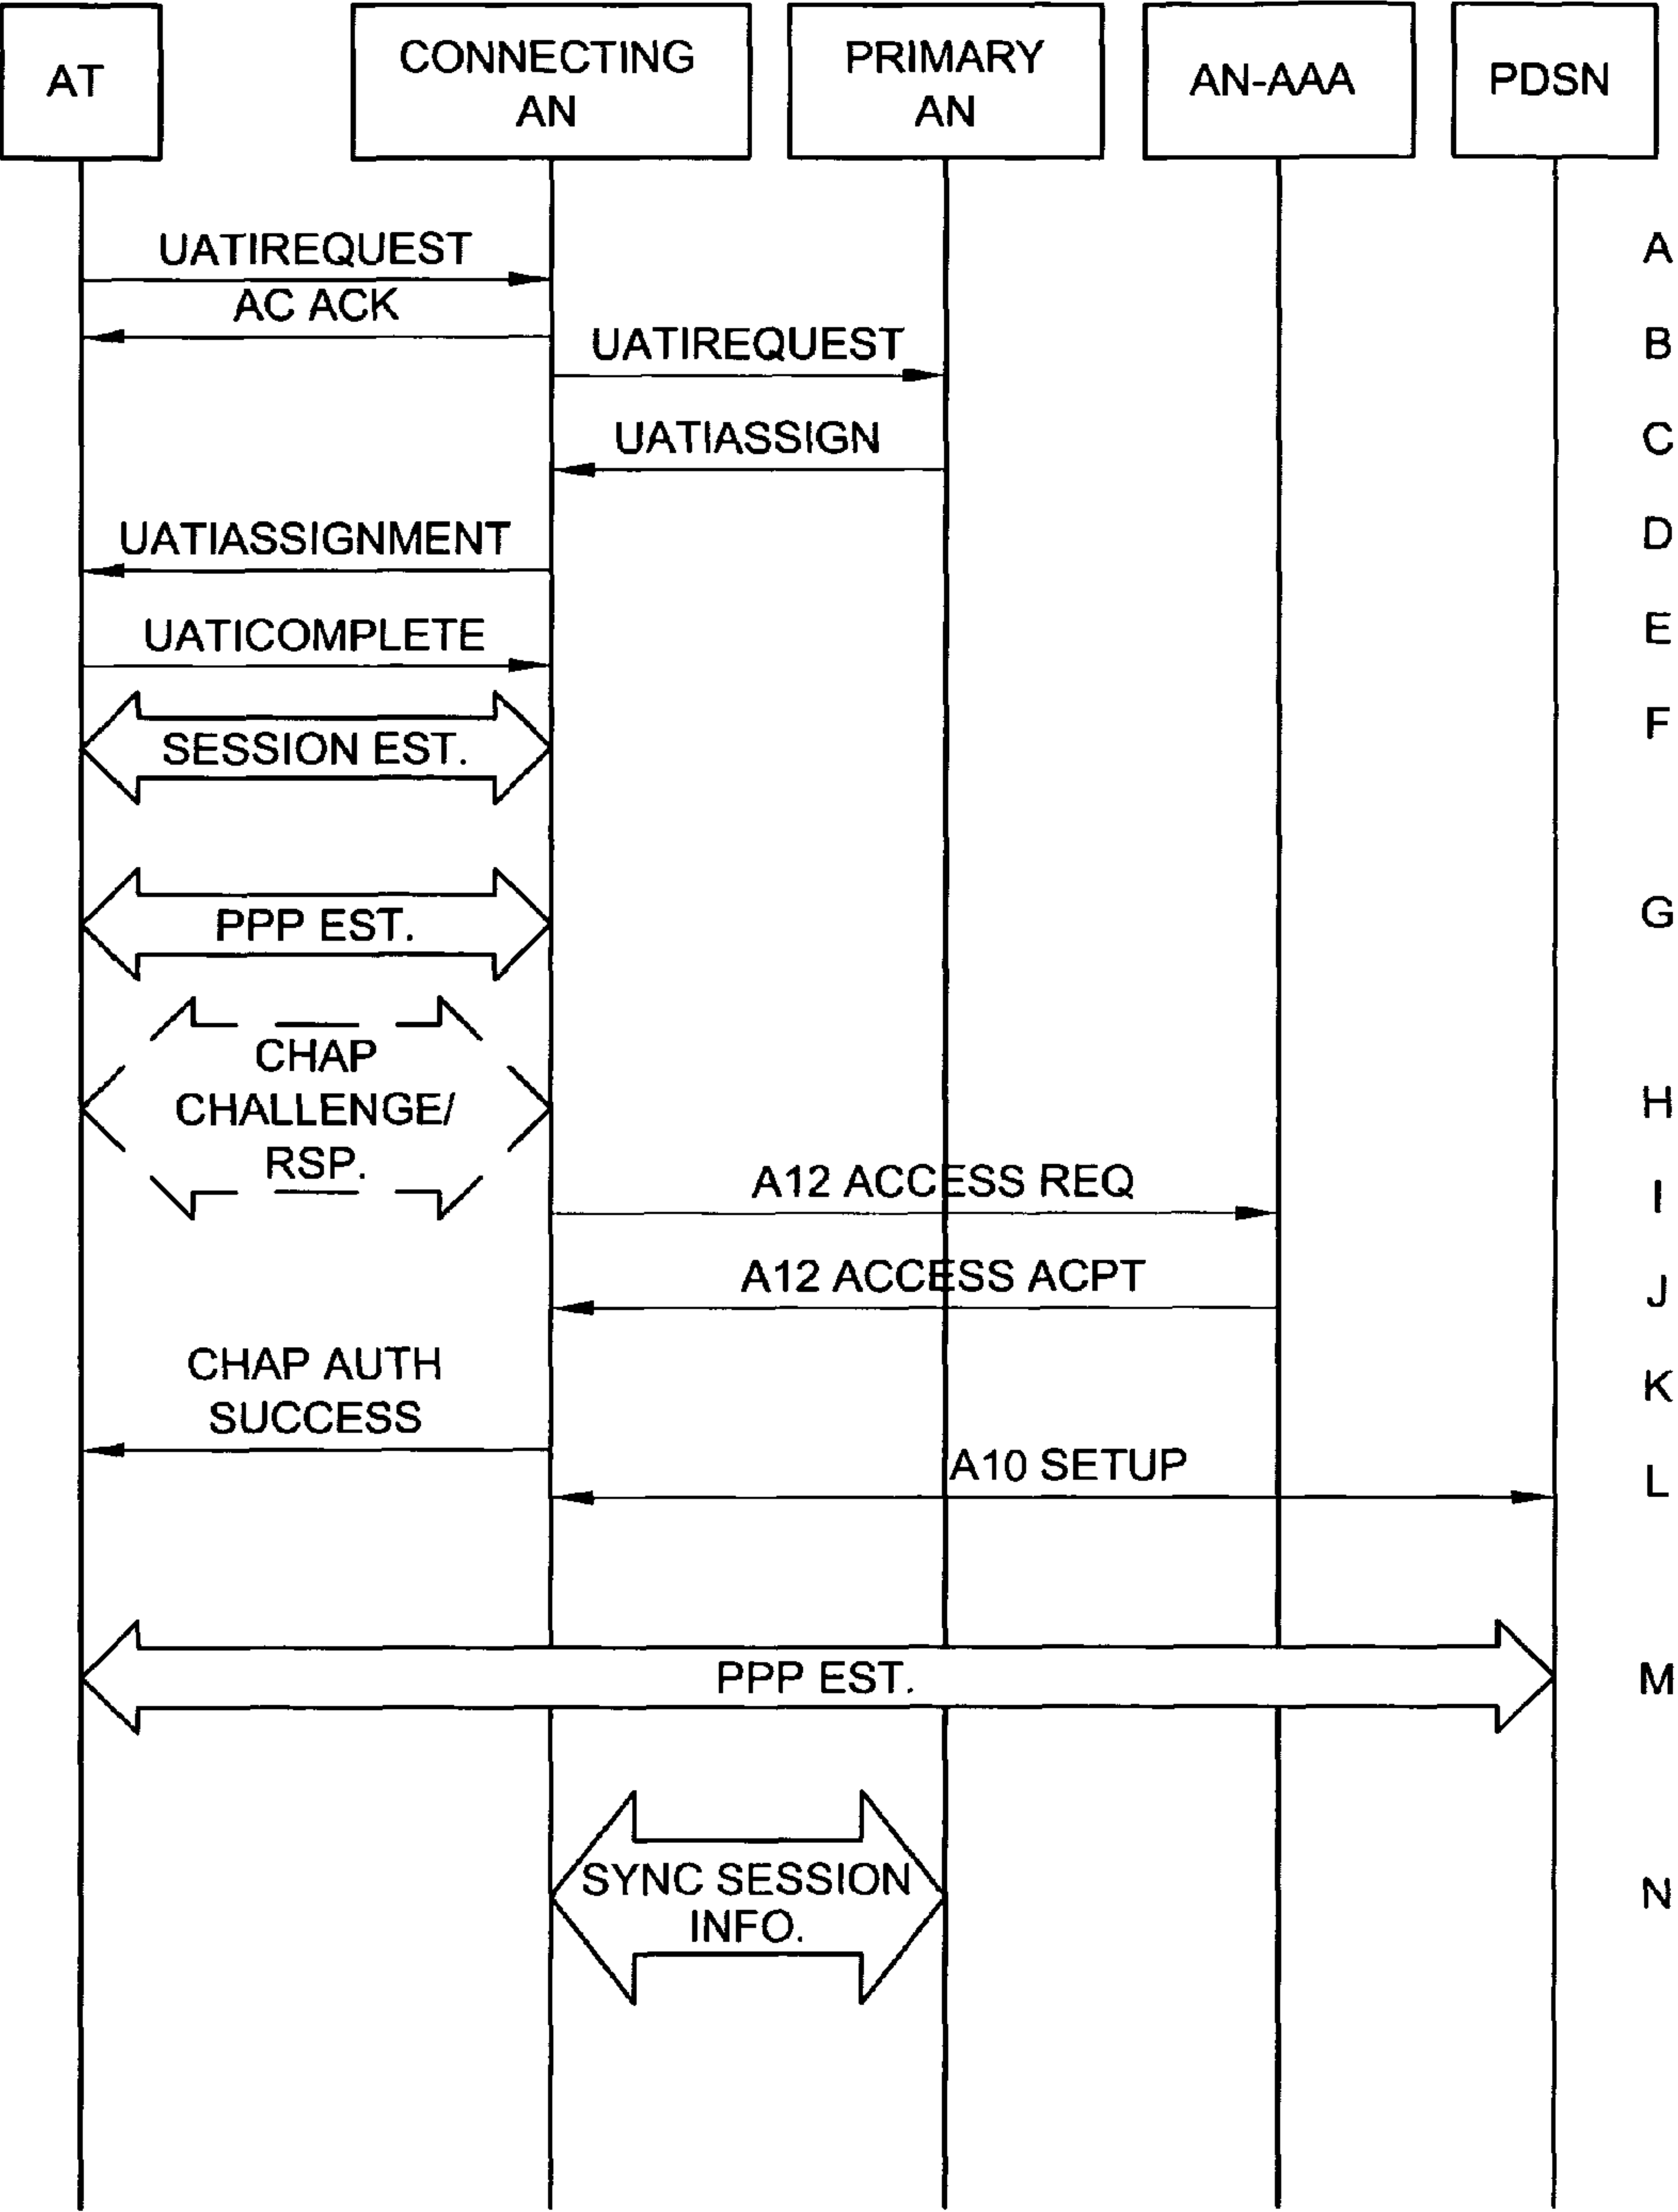 AT
CONNECTING
AN
PRIMARY
AN
AN-AAA
PDSN
UATIREQUEST
A
AC ACK
UATIREQUEST
B
UATIASSIGN
C
UATIASSIGNMENT
D
UATICOMPLETE
E
SESSION EST.
F
PPP EST.
G
CHAP
CHALLENGE/
RSP.
H
A12 ACCESS REQ
I
A12 ACCESS ACPT
J
CHAP AUTH
SUCCESS
K
A10 SETUP
L
PPP EST.
M
SYNC SESSION
INFO.
N